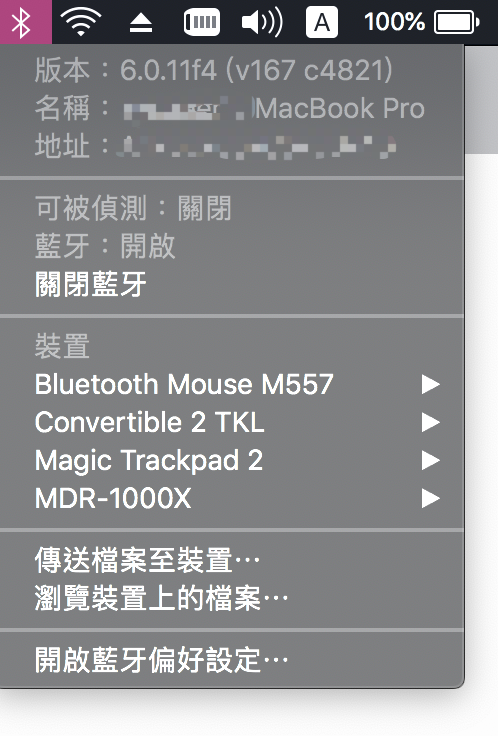 A 100%
版本：6.0.11f4 (v167 c4821)
名稱： MacBook Pro
地址：
可被偵測：關閉
藍牙：開啟
關閉藍牙
裝置
Bluetooth Mouse M557
Convertible 2 TKL
Magic Trackpad 2
MDR-1000X
傳送檔案至裝置⋯
瀏覽裝置上的檔案⋯
開啟藍牙偏好設定⋯